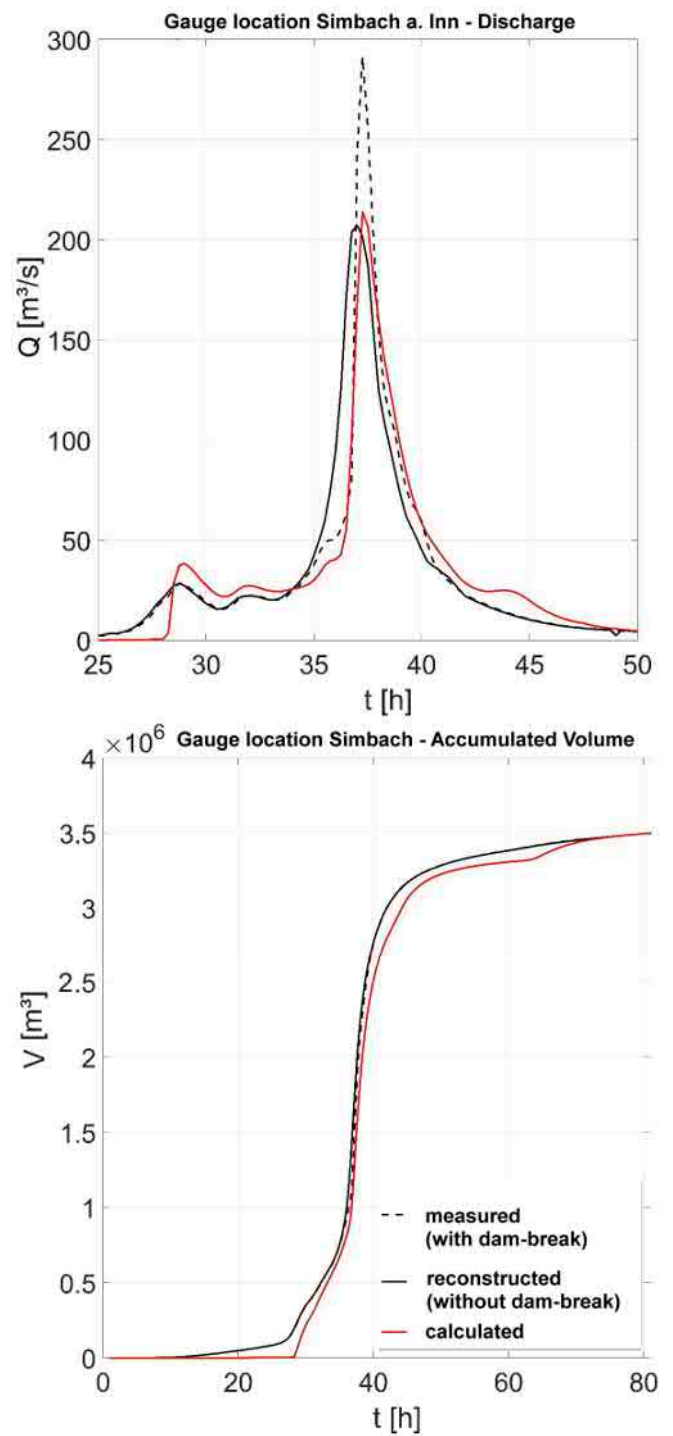 Gauge location Simbach a. Inn - Discharge
300
250
200
150
100
50
0
Q [m³/s]
25 30 35 40 45 50
t [h]
×10⁶ Gauge location Simbach - Accumulated Volume
4
3.5
3
2.5
2
1.5
1
0.5
0
V [m³]
measured
(with dam-break)
reconstructed
(without dam-break)
calculated
0 20 40 60 80
t [h]